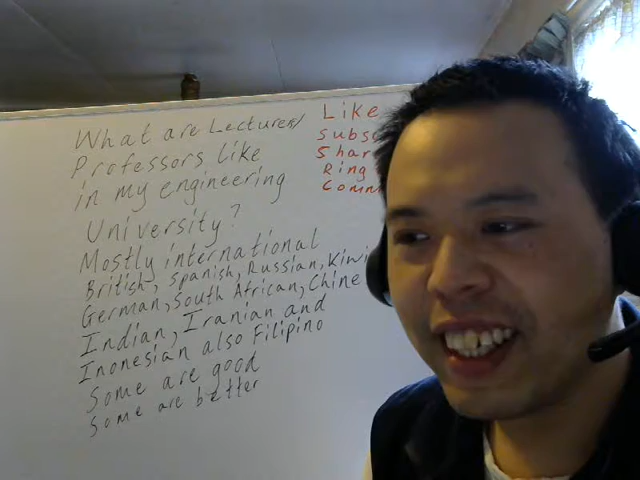 What are Lectures/
Professors like
in my engineering
University?
Mostly international
British, Spanish, Russian, Kiwi
German, South African, Chine
Indian, Iranian and
Inonesian also Filipino
Some are good
Some are better
Like
Subsc
Shar
Ring
Comm